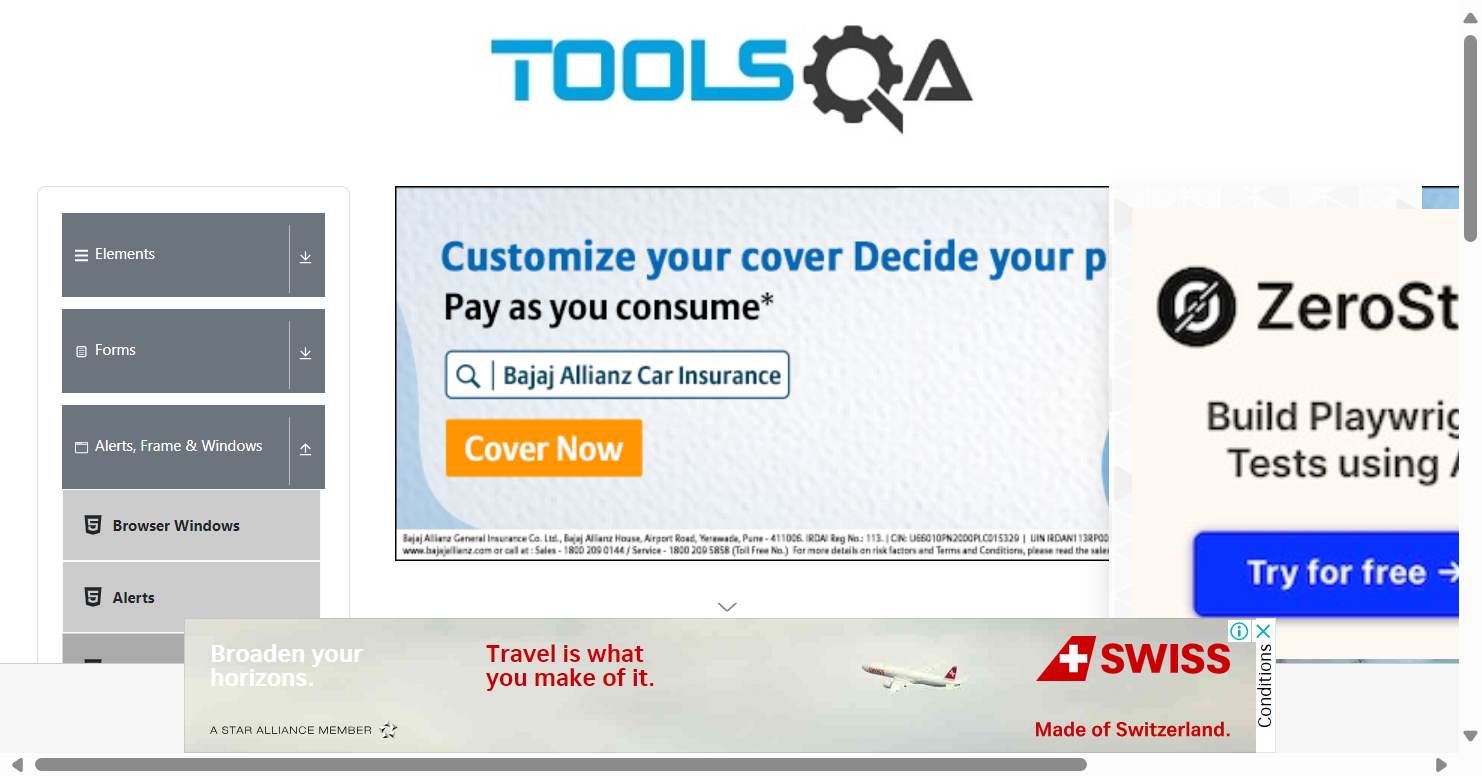 TOOLSQA
Elements
Forms
Alerts, Frame & Windows
Browser Windows
Alerts
Customize your cover Decide your p
Pay as you consume*
Bajaj Allianz Car Insurance
Cover Now
Bajaj Allianz General Insurance Co. Ltd., Bajaj Allianz House, Airport Road, Yerawada, Pune - 411006. IRDAI Reg No.: 113. | CIN: U66010PN2000PLC015329 | UIN IRDAN113RP00
www.bajajallianz.com or call at : Sales - 1800 209 0144 / Service - 1800 209 5858 (Toll Free No.) For more details on risk factors and Terms and Conditions, please read the sales
ZeroSt
Build Playwrig
Tests using A
Try for free →
Broaden your
horizons.
A STAR ALLIANCE MEMBER
Travel is what
you make of it.
SWISS
Made of Switzerland.
Conditions